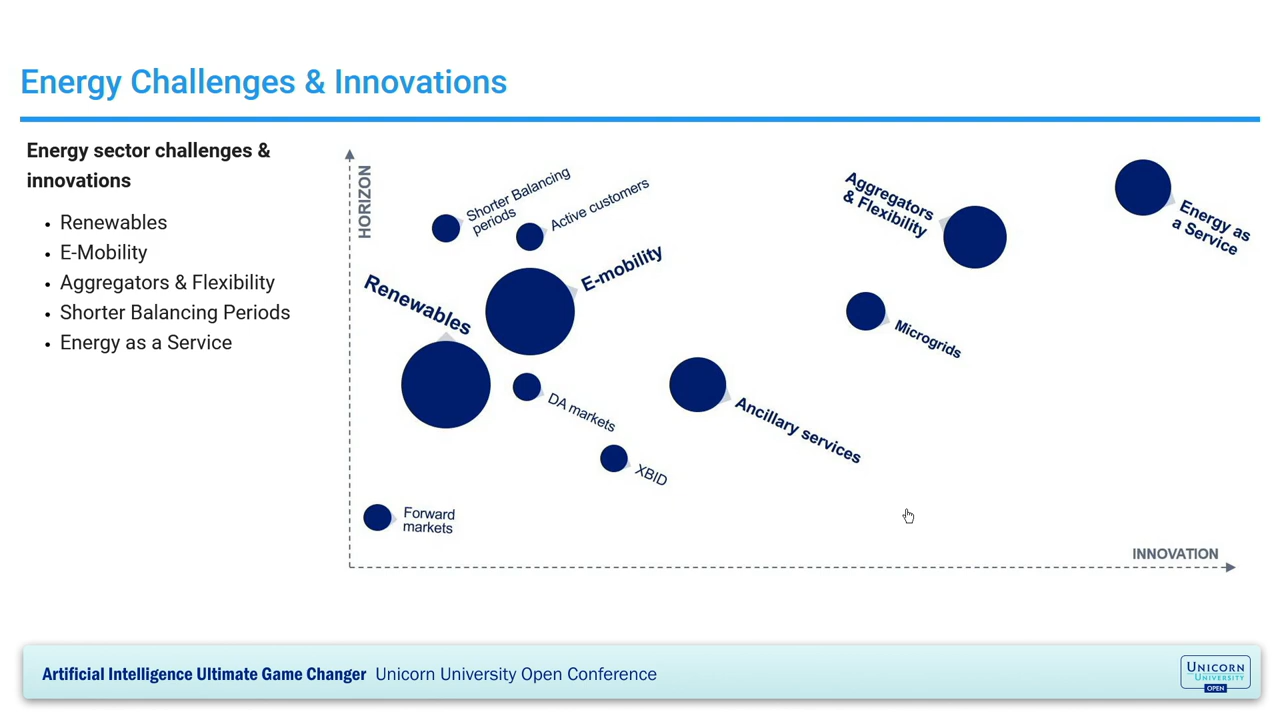 Energy Challenges & Innovations
Energy sector challenges &
innovations
• Renewables
• E-Mobility
• Aggregators & Flexibility
• Shorter Balancing Periods
• Energy as a Service
HORIZON
Shorter Balancing
periods
Active customers
E-mobility
Renewables
DA markets
XBID
Forward
markets
Ancillary services
Aggregators
& Flexibility
Microgrids
Energy as
a Service
INNOVATION
Artificial Intelligence Ultimate Game Changer Unicorn University Open Conference
UNICORN
UNIVERSITY
OPEN